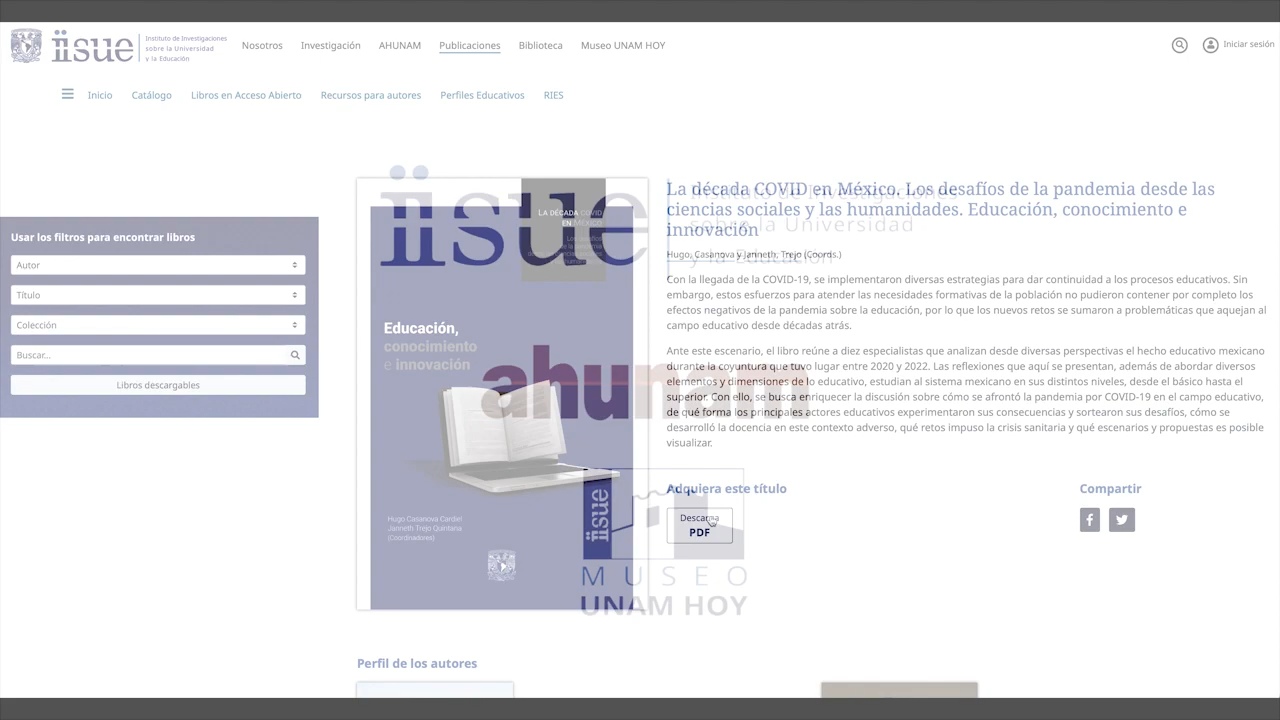 iisue
Instituto de Investigaciones
sobre la Universidad
y la Educación
Nosotros Investigación AHUNAM Publicaciones Biblioteca Museo UNAM HOY
Iniciar sesión
Inicio Catálogo Libros en Acceso Abierto Recursos para autores Perfiles Educativos RIES
Usar los filtros para encontrar libros
Autor
Título
Colección
Buscar...
Libros descargables
iisue
Instituto de Investigaciones
sobre la Universidad
y la Educación
LA DÉCADA COVID
EN MÉXICO
Educación,
conocimiento
e innovación
Hugo Casanova Cardiel
Janneth Trejo Quintana
(Coordinadores)
La década COVID en México. Los desafíos de la pandemia desde las
ciencias sociales y las humanidades. Educación, conocimiento e
innovación
Hugo, Casanova y Janneth, Trejo (Coords.)
Con la llegada de la COVID-19, se implementaron diversas estrategias para dar continuidad a los procesos educativos. Sin
embargo, estos esfuerzos para atender las necesidades formativas de la población no pudieron contener por completo los
efectos negativos de la pandemia sobre la educación, por lo que los nuevos retos se sumaron a problemáticas que aquejan al
campo educativo desde décadas atrás.
Ante este escenario, el libro reúne a diez especialistas que analizan desde diversas perspectivas el hecho educativo mexicano
durante la coyuntura que tuvo lugar entre 2020 y 2022. Las reflexiones que aquí se presentan, además de abordar diversos
elementos y dimensiones de lo educativo, estudian al sistema mexicano en sus distintos niveles, desde el básico hasta el
superior. Con ello, se busca enriquecer la discusión sobre cómo se afrontó la pandemia por COVID-19 en el campo educativo,
de qué forma los principales actores educativos experimentaron sus consecuencias y sortearon sus desafíos, cómo se
desarrolló la docencia en este contexto adverso, qué retos impuso la crisis sanitaria y qué escenarios y propuestas es posible
visualizar.
ahunam
Adquiera este título
Descarga
PDF
Compartir
iisue
MUSEO
UNAM HOY
Perfil de los autores